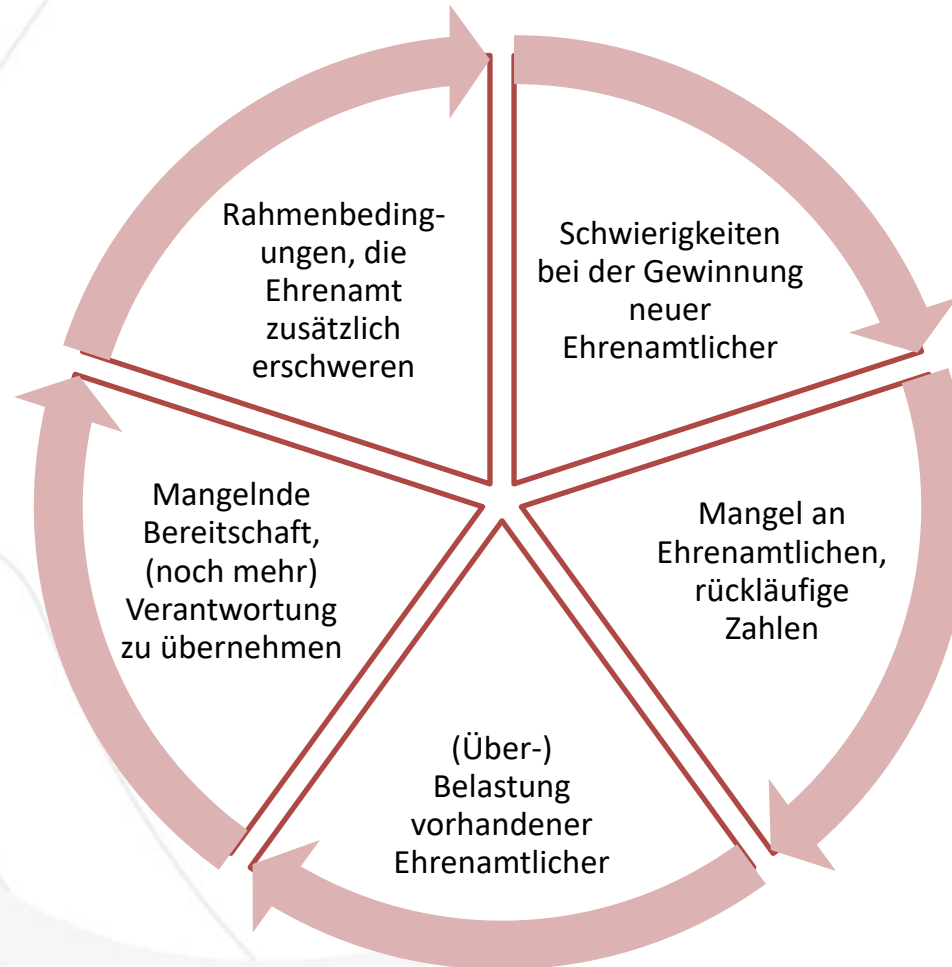 Rahmenbeding-
ungen, die
Ehrenamt
zusätzlich
erschweren
Schwierigkeiten
bei der Gewinnung
neuer
Ehrenamtlicher
Mangel an
Ehrenamtlichen,
rückläufige
Zahlen
(Über-)
Belastung
vorhandener
Ehrenamtlicher
Mangelnde
Bereitschaft,
(noch mehr)
Verantwortung
zu übernehmen